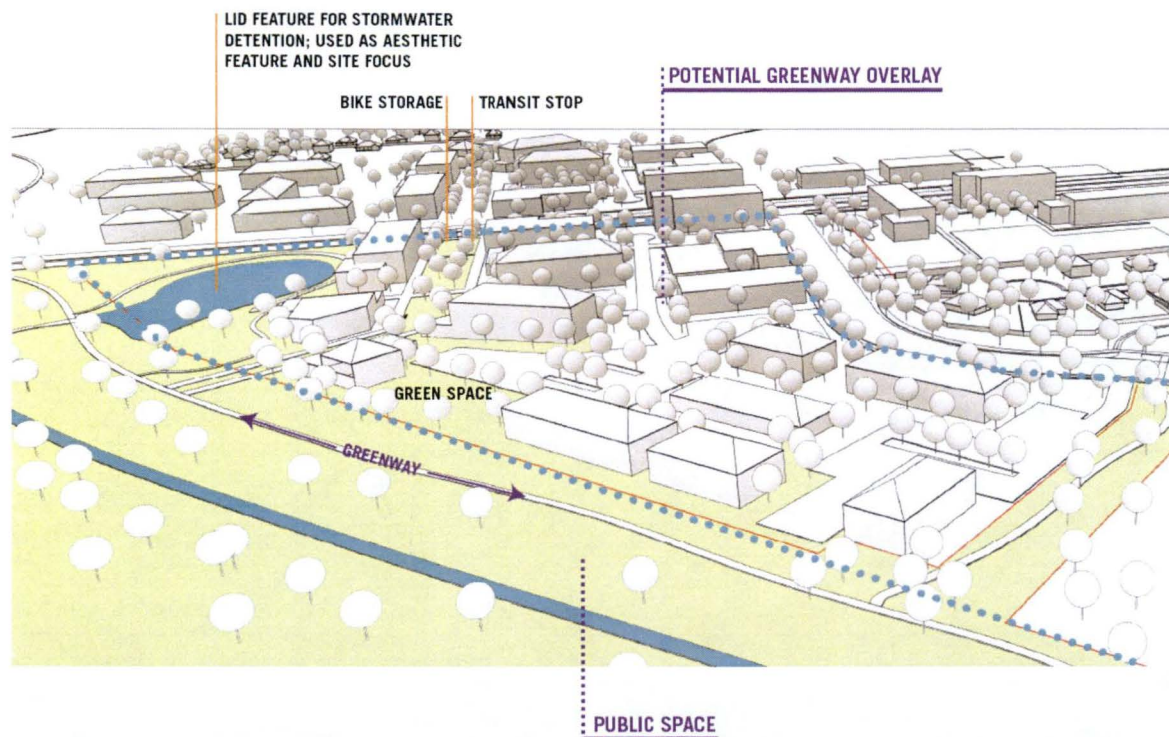 LID FEATURE FOR STORMWATER
DETENTION; USED AS AESTHETIC
FEATURE AND SITE FOCUS
POTENTIAL GREENWAY OVERLAY
BIKE STORAGE
TRANSIT STOP
GREEN SPACE
GREENWAY
PUBLIC SPACE